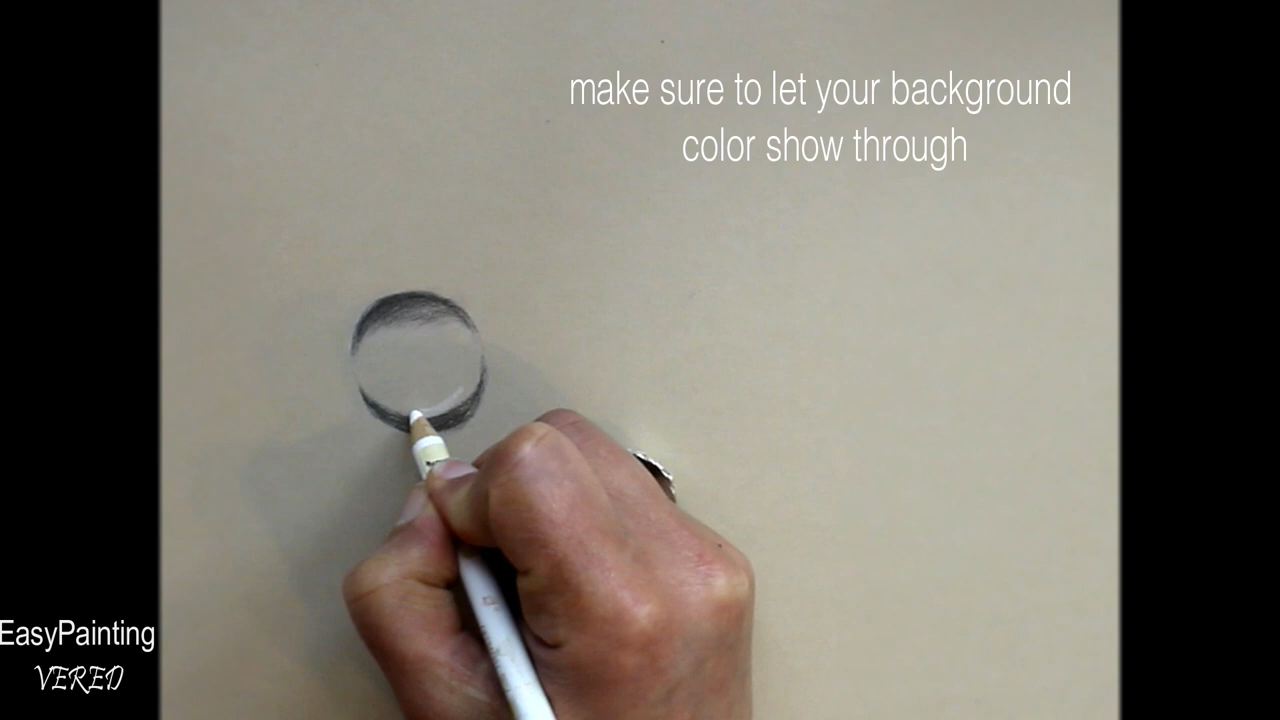 make sure to let your background
color show through
EasyPainting
VERED